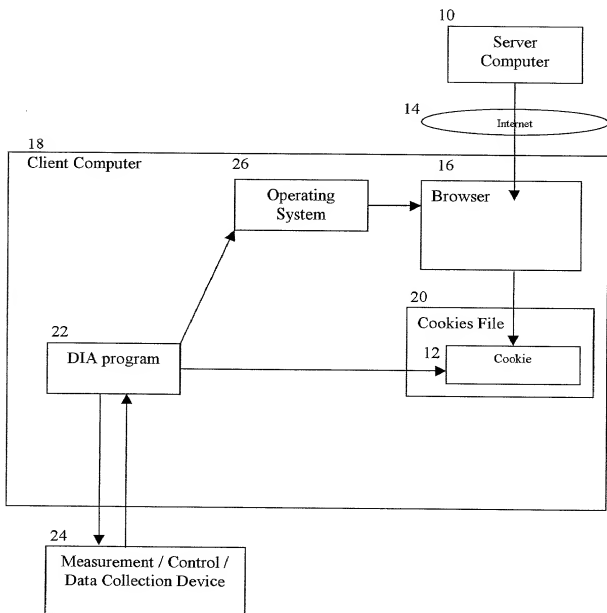 10
Server
Computer
14
Internet
18
Client Computer
26
Operating
System
16
Browser
20
Cookies File
12
Cookie
22
DIA program
24
Measurement / Control /
Data Collection Device